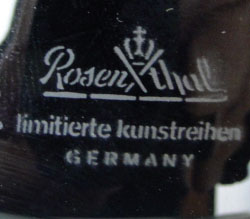 Rosenthal
limitierte kunstreihen
GERMANY